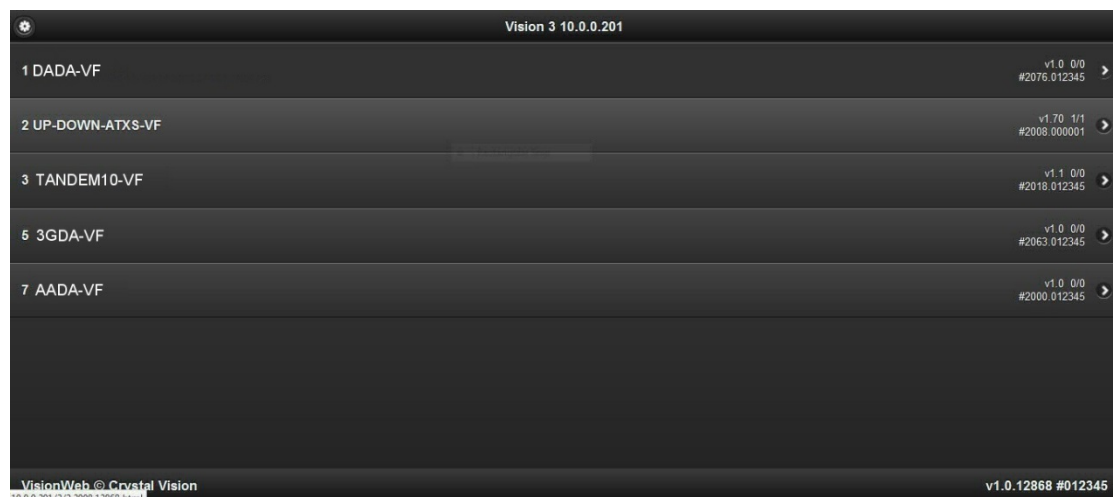 Vision 3 10.0.0.201
1 DADA-VF
v1.0 0/0
#2076.012345
2 UP-DOWN-ATXS-VF
v1.70 1/1
#2008.000001
3 TANDEM10-VF
v1.1 0/0
#2018.012345
5 3GDA-VF
v1.0 0/0
#2063.012345
7 AADA-VF
v1.0 0/0
#2000.012345
VisionWeb © Crystal Vision
v1.0.12868 #012345